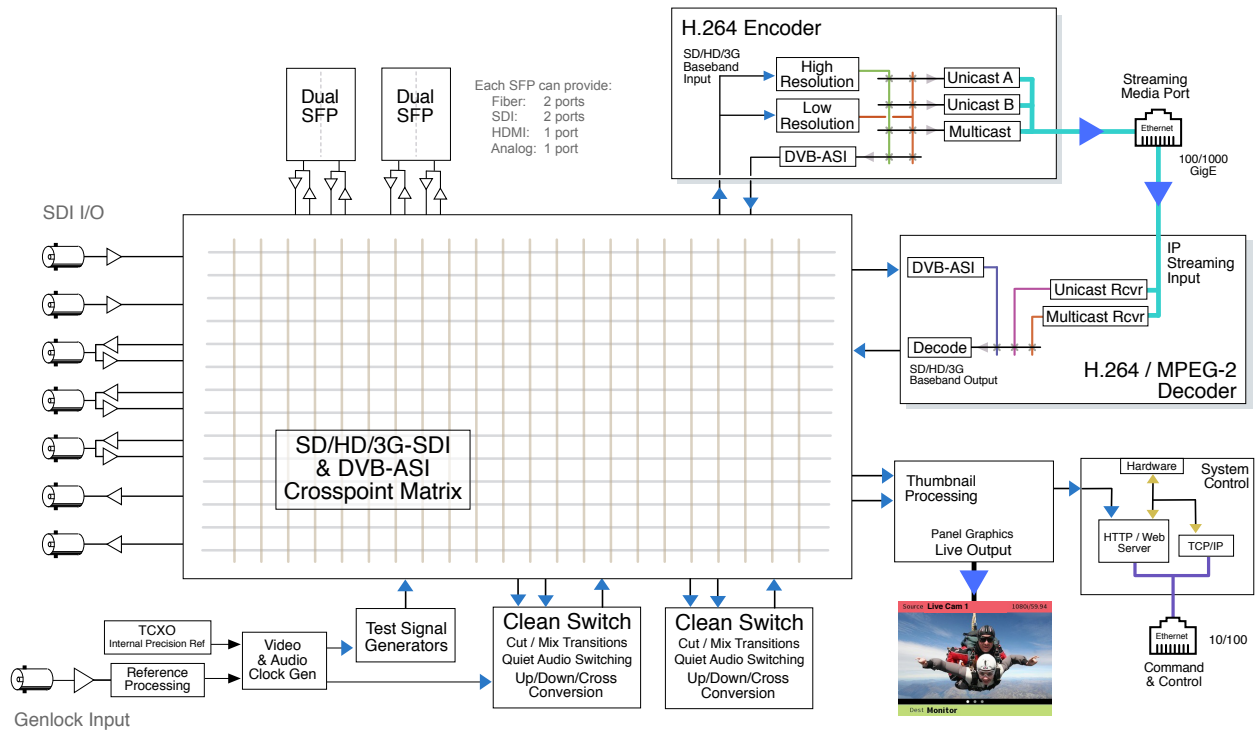 H.264 Encoder
SD/HD/3G
Baseband
Input
High
Resolution
Low
Resolution
DVB-ASI
Unicast A
Unicast B
Multicast
Streaming
Media Port
Ethernet
100/1000
GigE
Dual
SFP
Dual
SFP
Each SFP can provide:
Fiber: 2 ports
SDI: 2 ports
HDMI: 1 port
Analog: 1 port
SDI I/O
SD/HD/3G-SDI
& DVB-ASI
Crosspoint Matrix
IP
Streaming
Input
DVB-ASI
Unicast Rcvr
Multicast Rcvr
Decode
SD/HD/3G
Baseband Output
H.264 / MPEG-2
Decoder
Thumbnail
Processing
Panel Graphics
Live Output
System
Control
Hardware
HTTP / Web
Server
TCP/IP
Ethernet
10/100
Command
& Control
Source Live Cam 1 1080i/59.94
Dest Monitor
TCXO
Internal Precision Ref
Reference
Processing
Video
& Audio
Clock Gen
Test Signal
Generators
Clean Switch
Cut / Mix Transitions
Quiet Audio Switching
Up/Down/Cross
Conversion
Clean Switch
Cut / Mix Transitions
Quiet Audio Switching
Up/Down/Cross
Conversion
Genlock Input